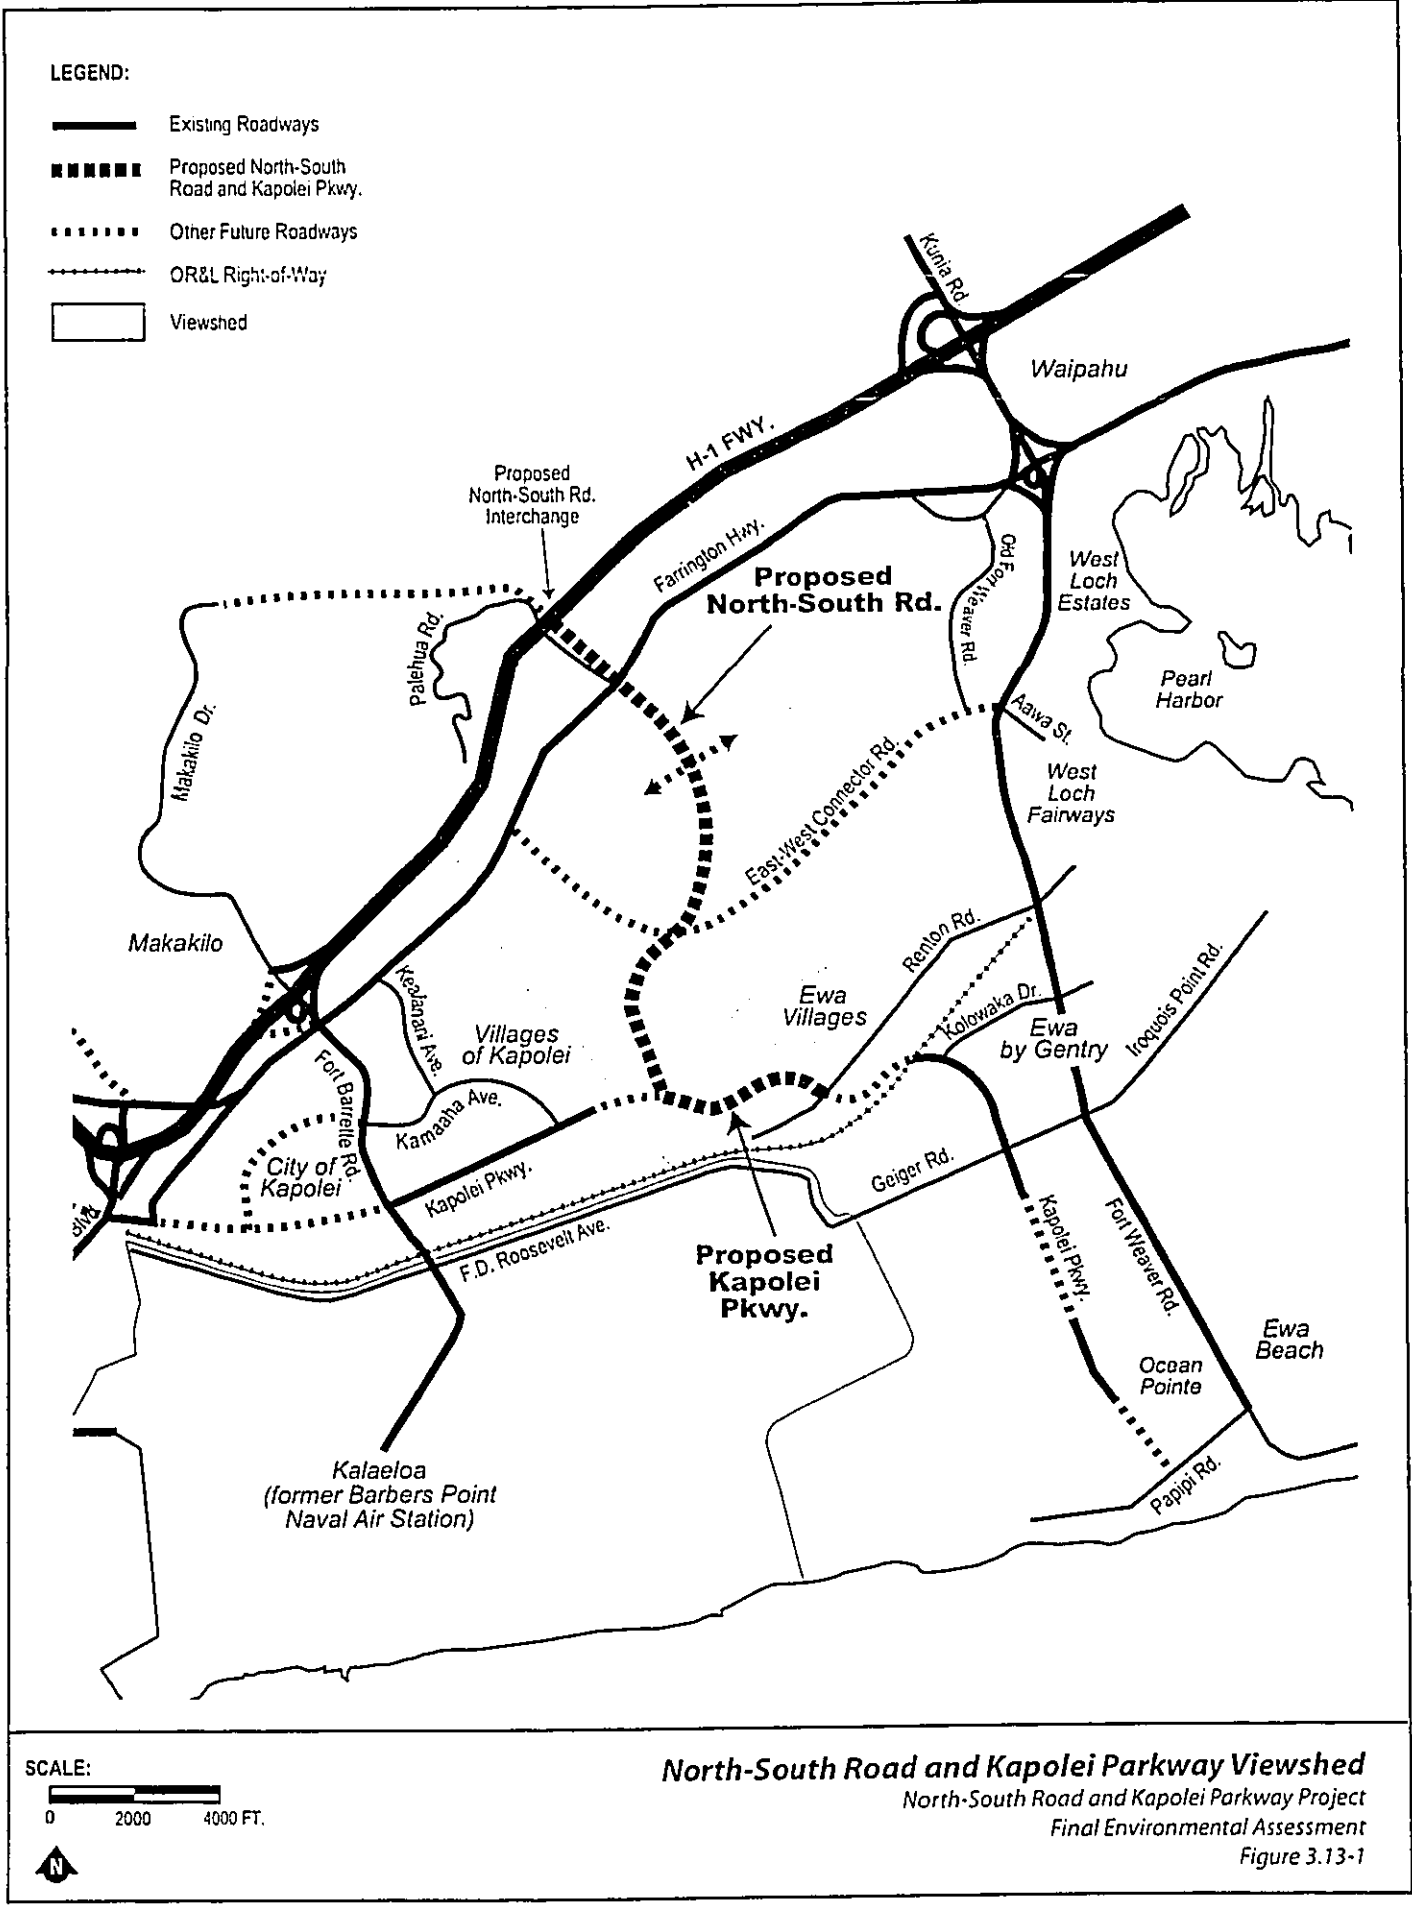 LEGEND:
Existing Roadways
Proposed North-South
Road and Kapolei Pkwy.
Other Future Roadways
OR&L Right-of-Way
Viewshed
Kunia Rd.
Waipahu
H-1 FWY.
Proposed
North-South Rd.
Interchange
Farrington Hwy.
Proposed
North-South Rd.
Old Fort Weaver Rd.
West
Loch
Estates
Palehua Rd.
Pearl
Harbor
Makakilo Dr.
Aawa St.
East-West Connector Rd.
West
Loch
Fairways
Makakilo
Renton Rd.
Kealanani Ave.
Ewa
Villages
Kolowaka Dr.
Iroquois Point Rd.
Villages
of Kapolei
Ewa
by Gentry
Fort Barrette Rd.
Kamaaha Ave.
City of
Kapolei
Kapolei Pkwy.
Geiger Rd.
Blvd.
F.D. Roosevelt Ave.
Proposed
Kapolei
Pkwy.
Kapolei Pkwy.
Fort Weaver Rd.
Ewa
Beach
Ocean
Pointe
Kalaeloa
(former Barbers Point
Naval Air Station)
Papipi Rd.
SCALE:
0 2000 4000 FT.
N
North-South Road and Kapolei Parkway Viewshed
North-South Road and Kapolei Parkway Project
Final Environmental Assessment
Figure 3.13-1